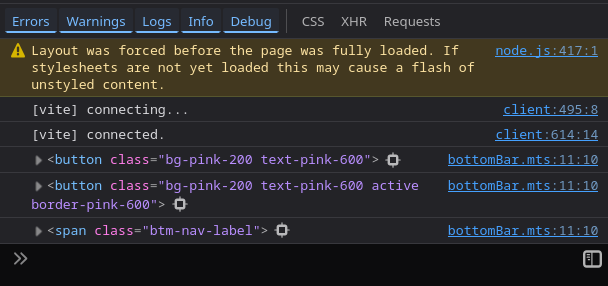 Errors Warnings Logs Info Debug CSS XHR Requests
Layout was forced before the page was fully loaded. If node.js:417:1
stylesheets are not yet loaded this may cause a flash of
unstyled content.
[vite] connecting... client:495:8
[vite] connected. client:614:14
<button class="bg-pink-200 text-pink-600"> bottomBar.mts:11:10
<button class="bg-pink-200 text-pink-600 active bottomBar.mts:11:10
border-pink-600">
<span class="btm-nav-label"> bottomBar.mts:11:10